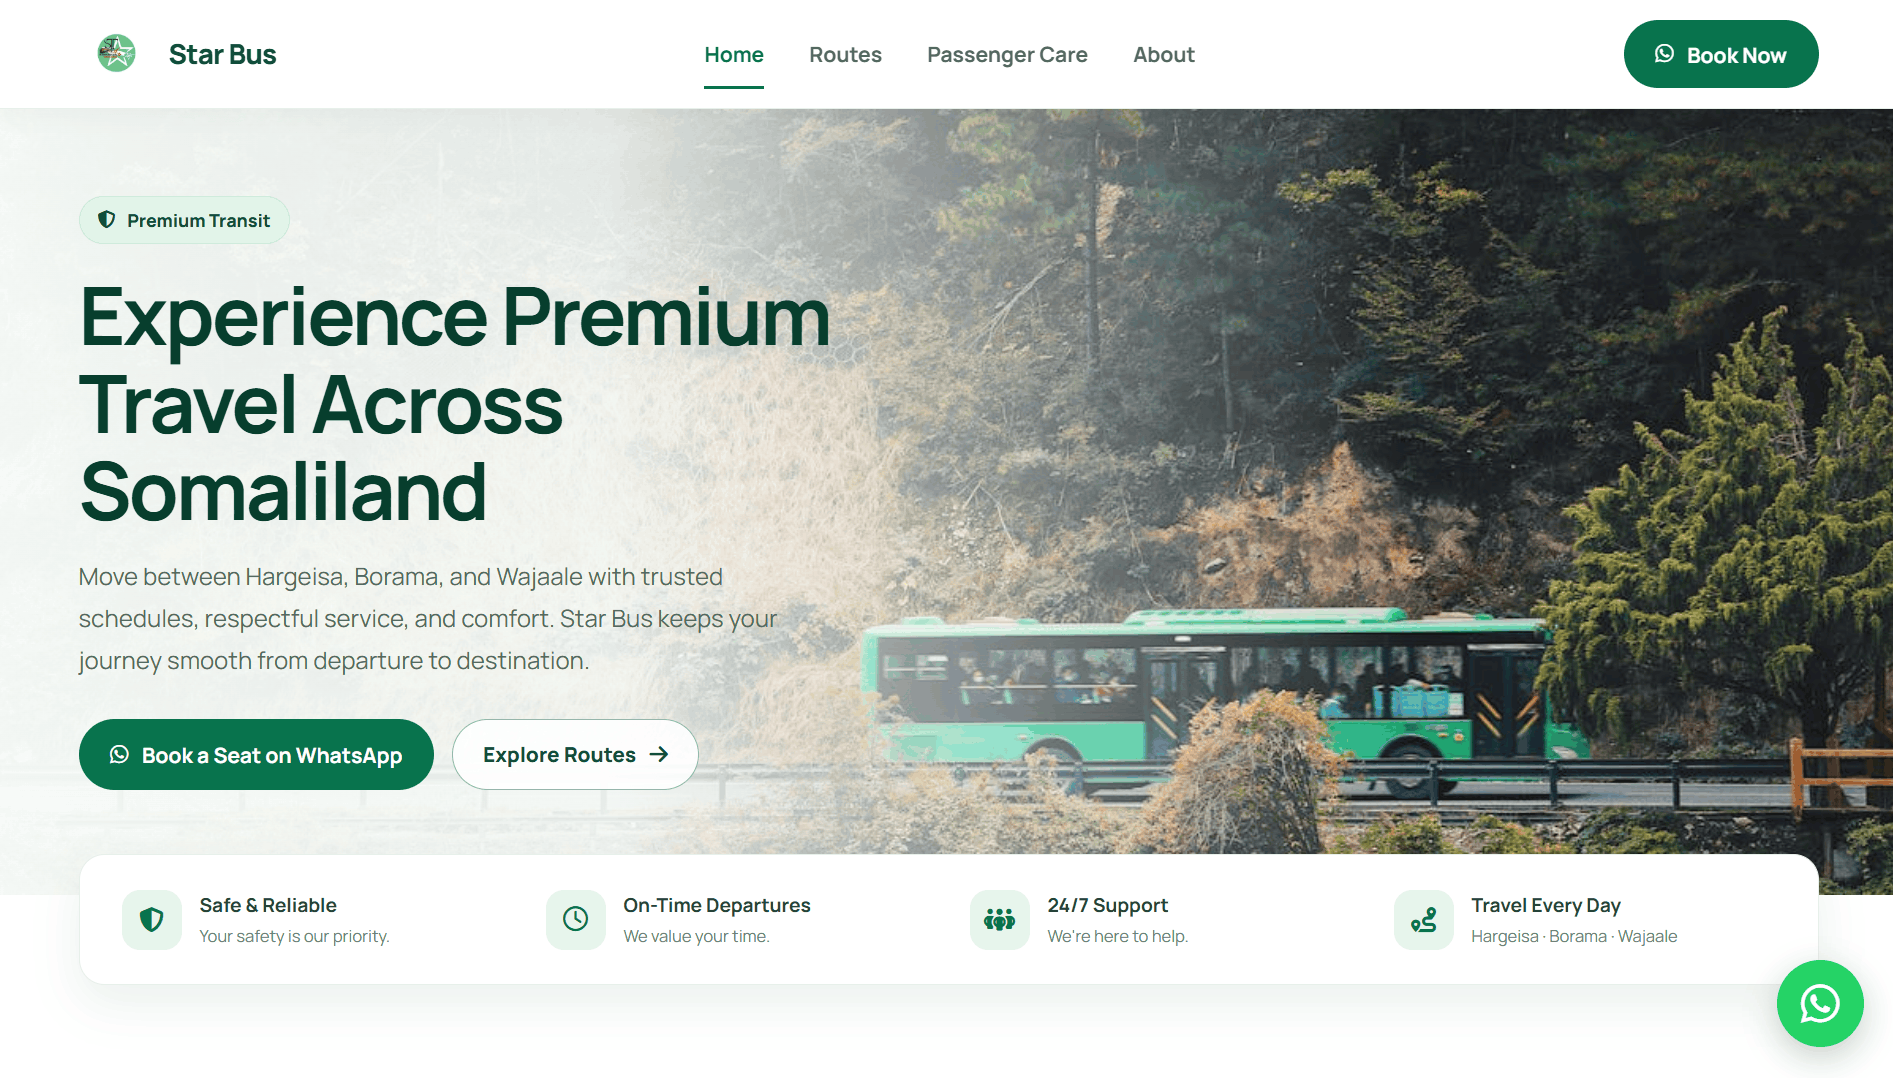 Star Bus
Home
Routes
Passenger Care
About
Book Now
Premium Transit
Experience Premium
Travel Across
Somaliland
Move between Hargeisa, Borama, and Wajaale with trusted
schedules, respectful service, and comfort. Star Bus keeps your
journey smooth from departure to destination.
Book a Seat on WhatsApp
Explore Routes
Safe & Reliable
Your safety is our priority.
On-Time Departures
We value your time.
24/7 Support
We're here to help.
Travel Every Day
Hargeisa · Borama · Wajaale